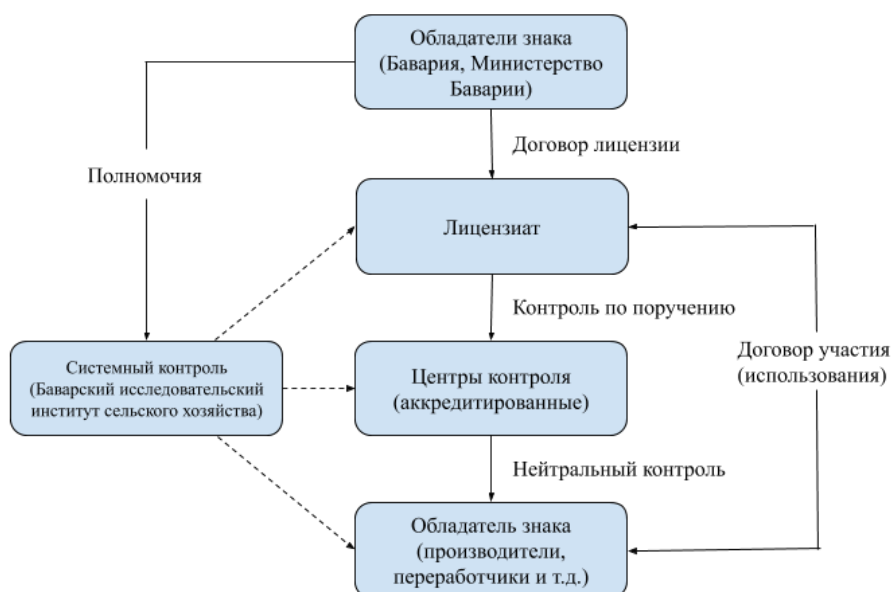 Обладатели знака
(Бавария, Министерство
Баварии)
Договор лицензии
Полномочия
Лицензиат
Контроль по поручению
Договор участия
(использования)
Системный контроль
(Баварский исследовательский
институт сельского хозяйства)
Центры контроля
(аккредитированные)
Нейтральный контроль
Обладатель знака
(производители,
переработчики и т.д.)